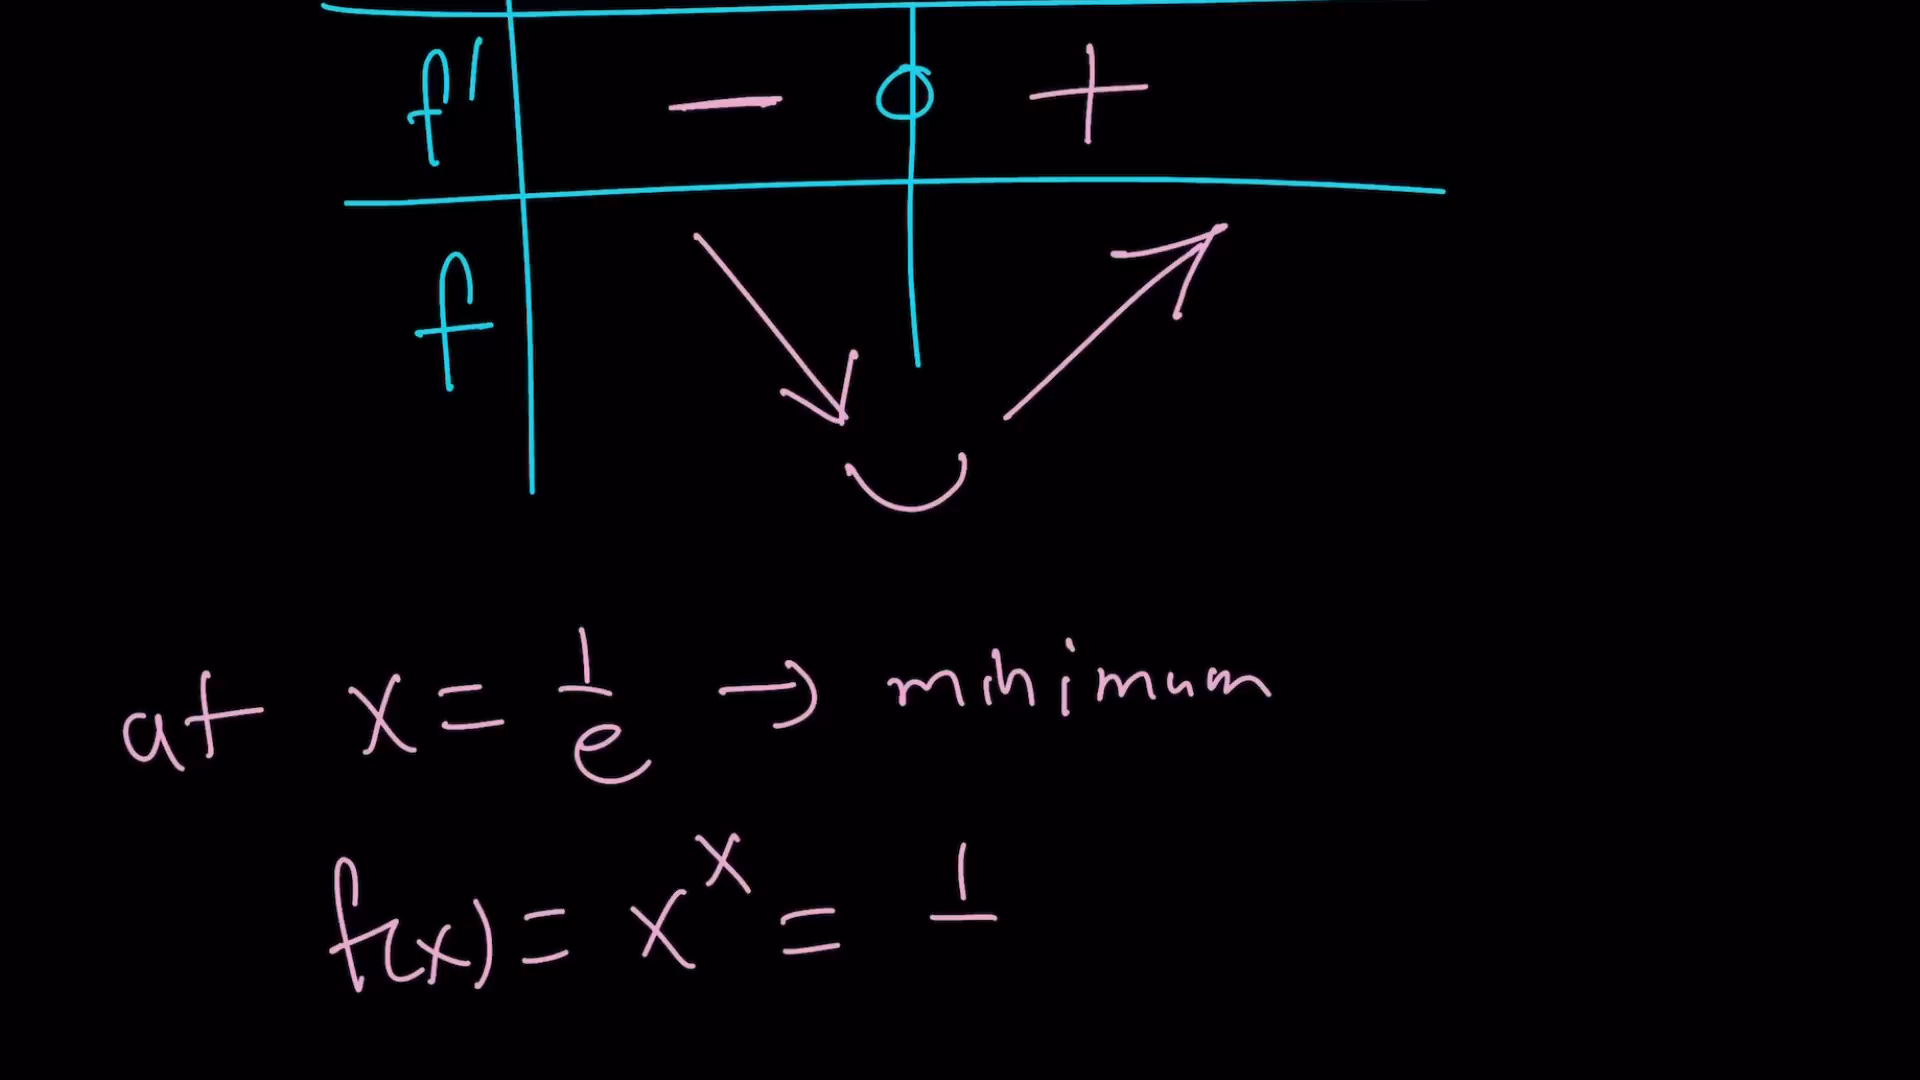 f' − 0 +
f
at x = 1/e → minimum
f(x) = x^x = 1/